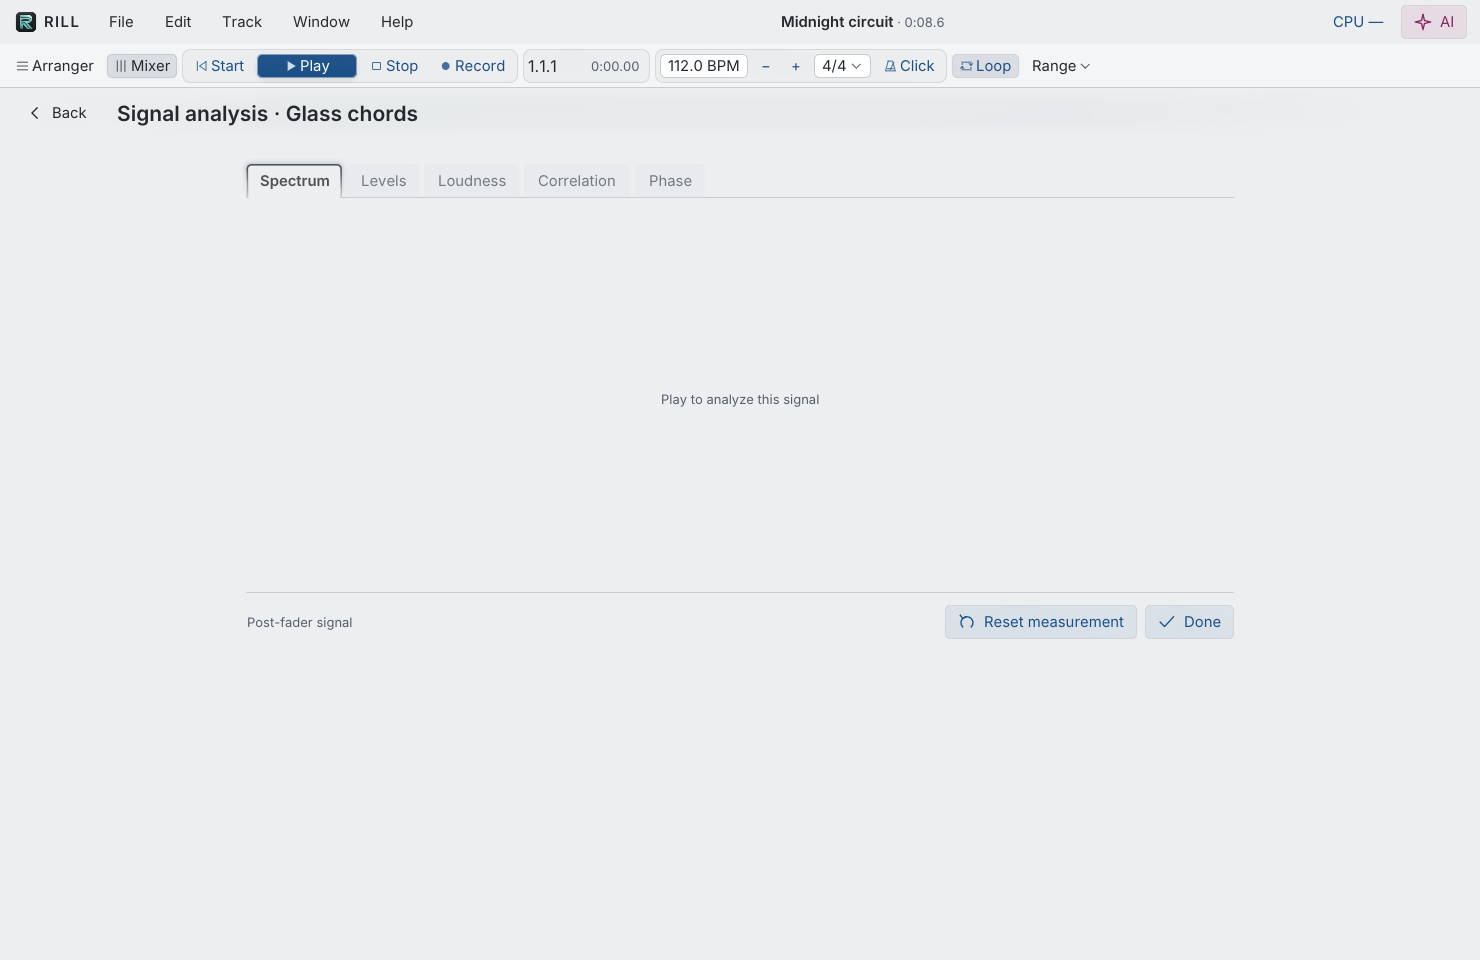 RILL File Edit Track Window Help Midnight circuit · 0:08.6 CPU — AI
Arranger Mixer Start Play Stop Record 1.1.1 0:00.00 112.0 BPM − + 4/4 Click Loop Range
Back Signal analysis · Glass chords
Spectrum Levels Loudness Correlation Phase
Play to analyze this signal
Post-fader signal Reset measurement Done